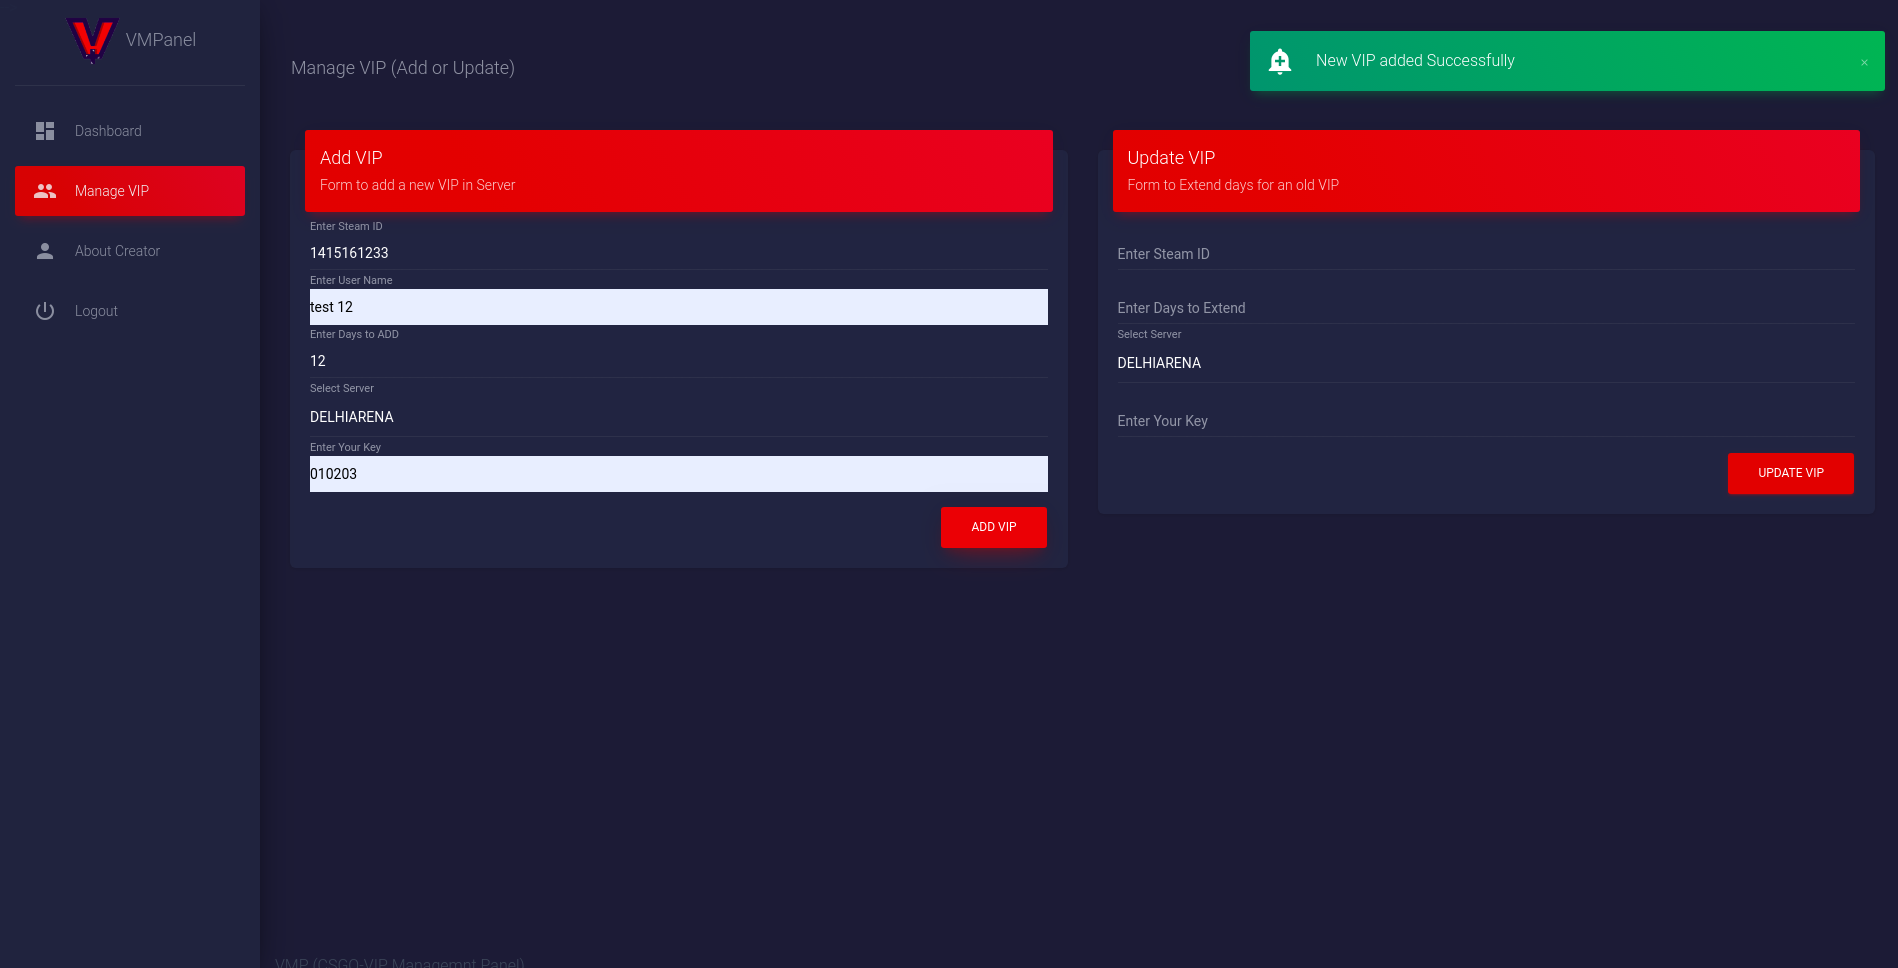 VMPanel
Dashboard
Manage VIP
About Creator
Logout
Manage VIP (Add or Update)
New VIP added Successfully
×
Add VIP
Form to add a new VIP in Server
Enter Steam ID
1415161233
Enter User Name
test 12
Enter Days to ADD
12
Select Server
DELHIARENA
Enter Your Key
010203
ADD VIP
Update VIP
Form to Extend days for an old VIP
Enter Steam ID
Enter Days to Extend
Select Server
DELHIARENA
Enter Your Key
UPDATE VIP
VMP (CSGO-VIP Managemnt Panel)